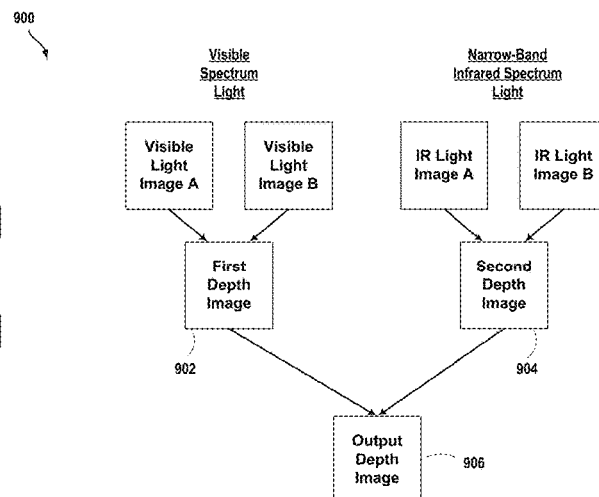 900
Visible
Spectrum
Light
Narrow-Band
Infrared Spectrum
Light
Visible
Light
Image A
Visible
Light
Image B
IR Light
Image A
IR Light
Image B
First
Depth
Image
Second
Depth
Image
902
904
Output
Depth
Image
906